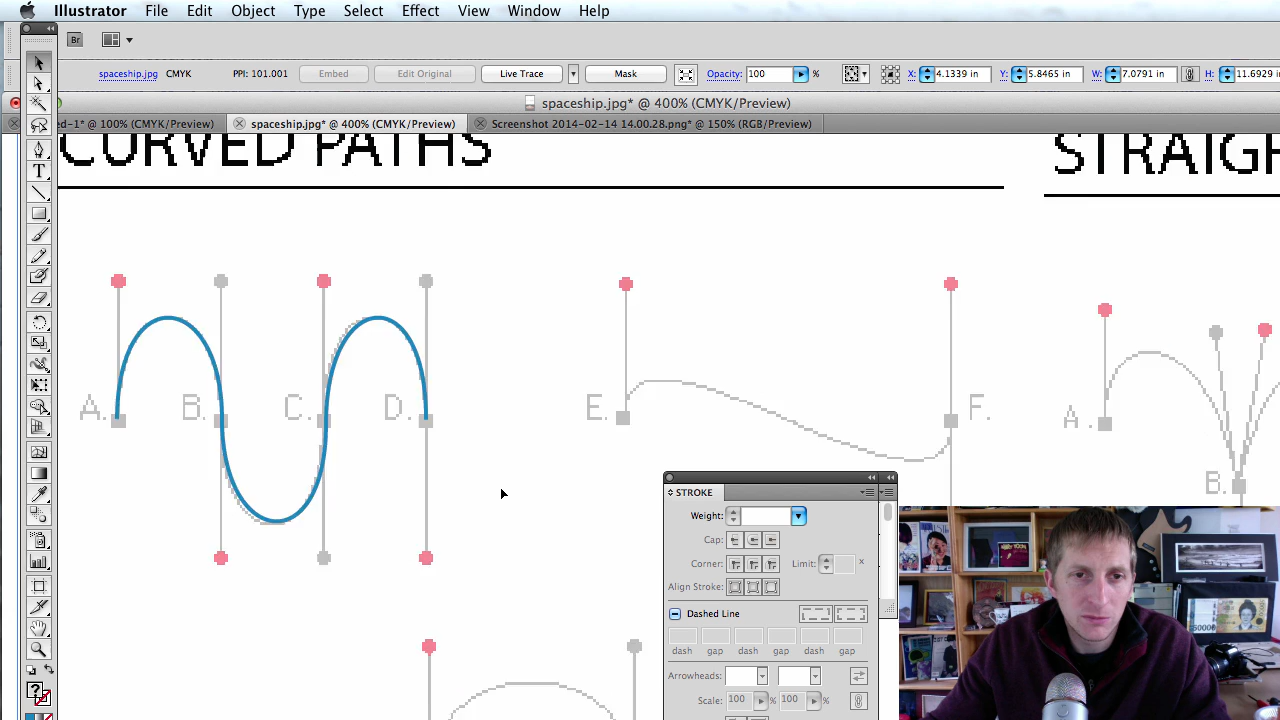 Illustrator File Edit Object Type Select Effect View Window Help
Br
spaceship.jpg CMYK PPI: 101.001 Embed Edit Original Live Trace Mask Opacity: 100 % X: 4.1339 in Y: 5.8465 in W: 7.0791 in H: 11.6929 in
spaceship.jpg* @ 400% (CMYK/Preview)
ed-1* @ 100% (CMYK/Preview) spaceship.jpg* @ 400% (CMYK/Preview) Screenshot 2014-02-14 14.00.28.png* @ 150% (RGB/Preview)
CURVED PATHS STRAIGH
A. B. C. D. E. F. A.
B.
STROKE
Weight:
Cap:
Corner: Limit: x
Align Stroke:
Dashed Line
dash gap dash gap dash gap
Arrowheads:
Scale: 100 % 100 %
?
50000